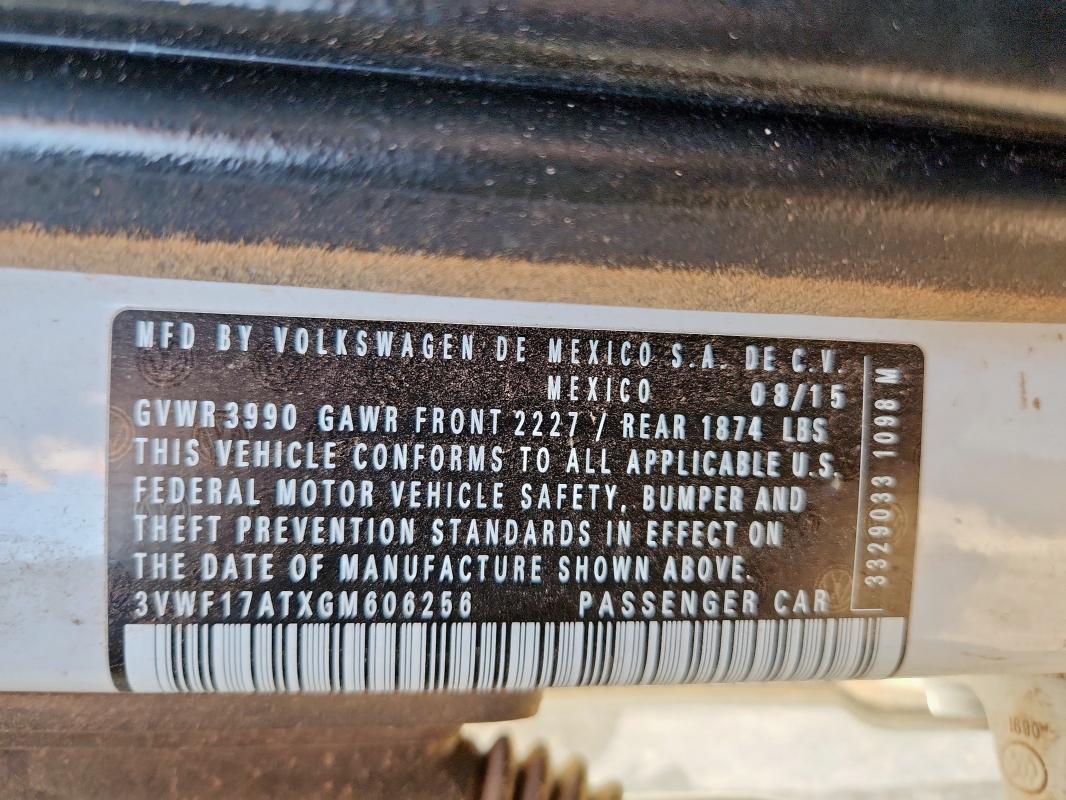 MFD BY VOLKSWAGEN DE MEXICO S.A. DE C.V.
MEXICO 08/15
GVWR 3990 GAWR FRONT 2227 / REAR 1874 LBS
THIS VEHICLE CONFORMS TO ALL APPLICABLE U.S.
FEDERAL MOTOR VEHICLE SAFETY, BUMPER AND
THEFT PREVENTION STANDARDS IN EFFECT ON
THE DATE OF MANUFACTURE SHOWN ABOVE.
3VWF17ATXGM606256 PASSENGER CAR
3329033 1098 M